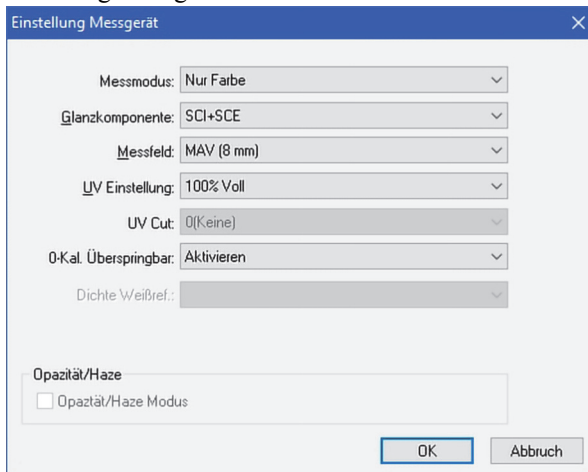 Einstellung Messgerät
Messmodus: Nur Farbe
Glanzkomponente: SCI+SCE
Messfeld: MAV (8 mm)
UV Einstellung: 100% Voll
UV Cut: 0(Keine)
0-Kal. Überspringbar: Aktivieren
Dichte Weißref.:
Opazität/Haze
Opaztät/Haze Modus
OK Abbruch